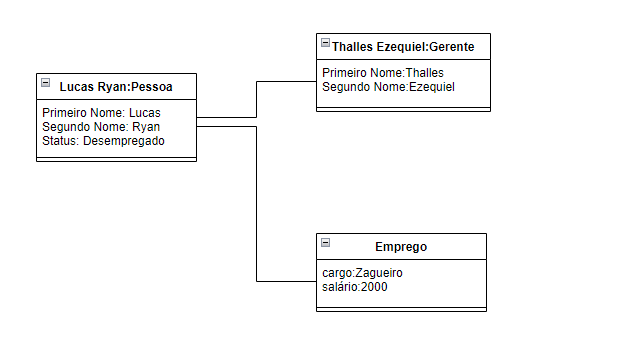 Thalles Ezequiel:Gerente
Primeiro Nome:Thalles
Segundo Nome:Ezequiel
Lucas Ryan:Pessoa
Primeiro Nome: Lucas
Segundo Nome: Ryan
Status: Desempregado
Emprego
cargo:Zagueiro
salário:2000